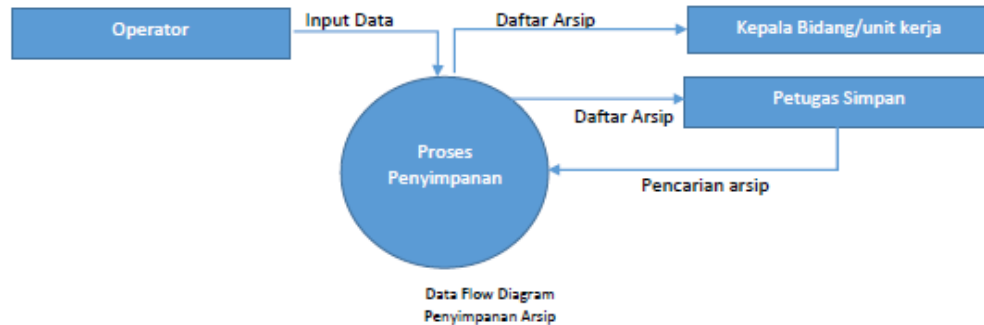 Operator
Input Data
Daftar Arsip
Kepala Bidang/unit kerja
Petugas Simpan
Daftar Arsip
Proses
Penyimpanan
Pencarian arsip
Data Flow Diagram
Penyimpanan Arsip